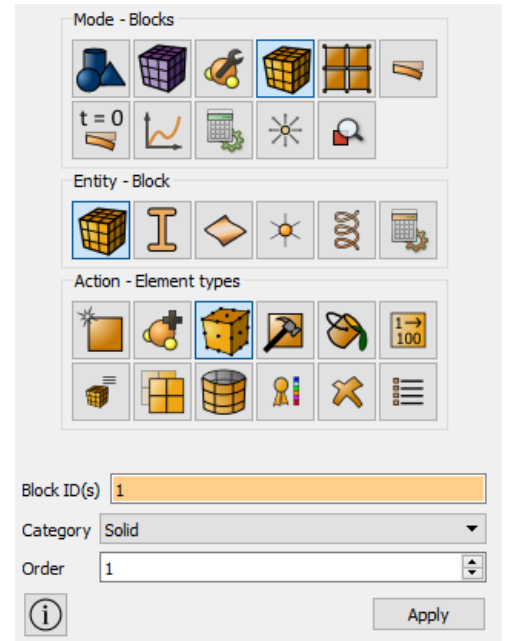 Mode - Blocks
t = 0
Entity - Block
Action - Element types
1→
100
Block ID(s) 1
Category Solid
Order 1
i
Apply